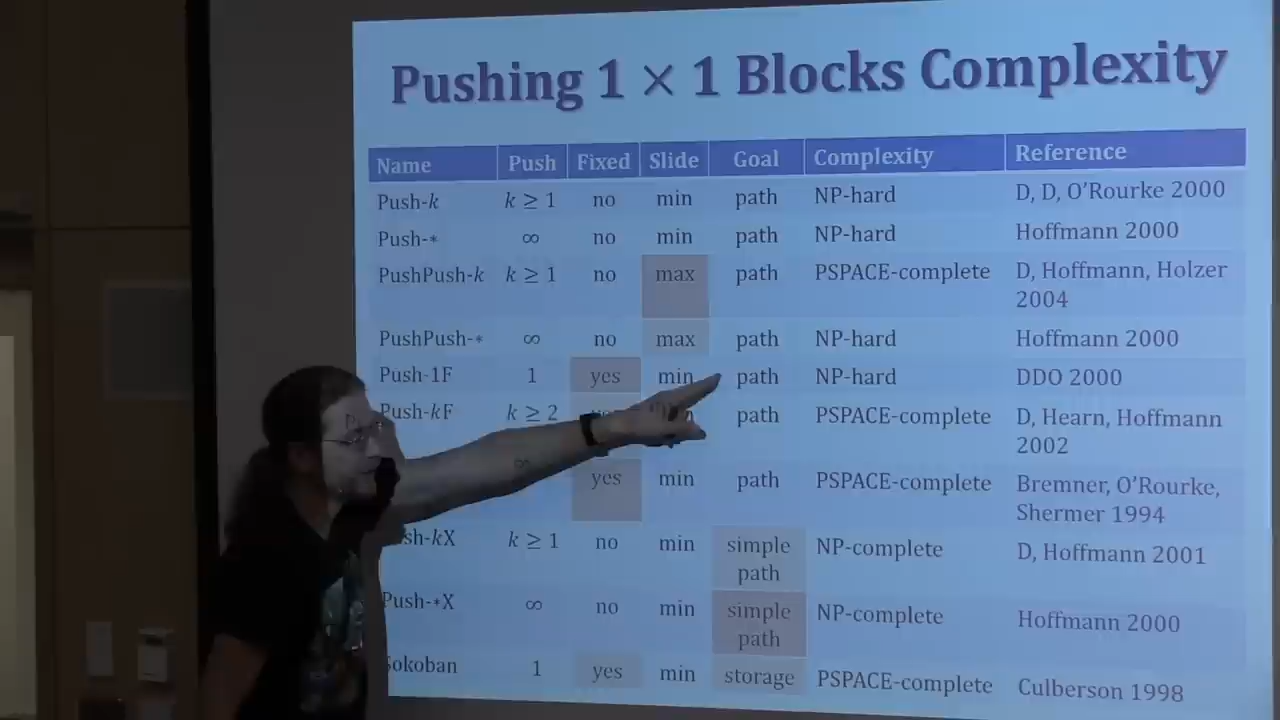 Pushing 1 × 1 Blocks Complexity
Name Push Fixed Slide Goal Complexity Reference
Push-k k ≥ 1 no min path NP-hard D, D, O'Rourke 2000
Push-* ∞ no min path NP-hard Hoffmann 2000
PushPush-k k ≥ 1 no max path PSPACE-complete D, Hoffmann, Holzer
2004
PushPush-* ∞ no max path NP-hard Hoffmann 2000
Push-1F 1 yes min path NP-hard DDO 2000
Push-kF k ≥ 2 path PSPACE-complete D, Hearn, Hoffmann
2002
∞ yes min path PSPACE-complete Bremner, O'Rourke,
Shermer 1994
sh-kX k ≥ 1 no min simple NP-complete D, Hoffmann 2001
path
Push-*X ∞ no min simple NP-complete Hoffmann 2000
path
Sokoban 1 yes min storage PSPACE-complete Culberson 1998